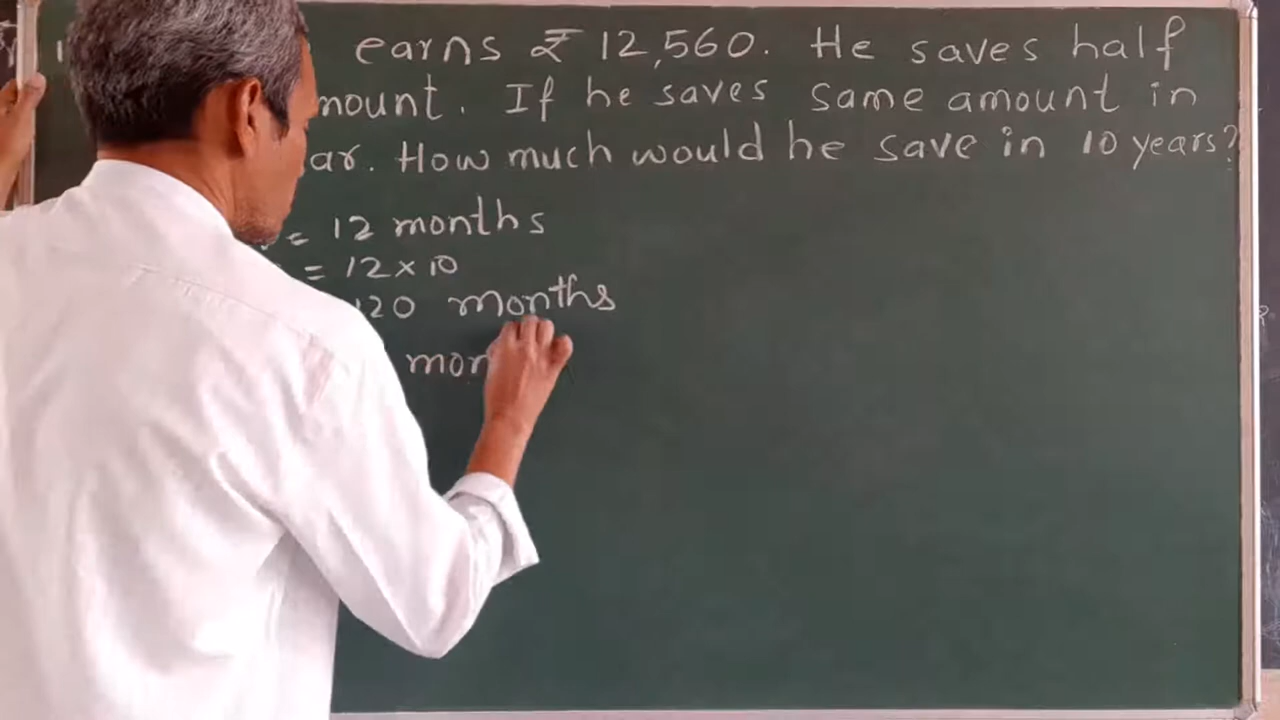 earns ₹ 12,560. He saves half
mount. If he saves same amount in
ar. How much would he save in 10 years?
= 12 months
= 12 × 10
120 months
mon